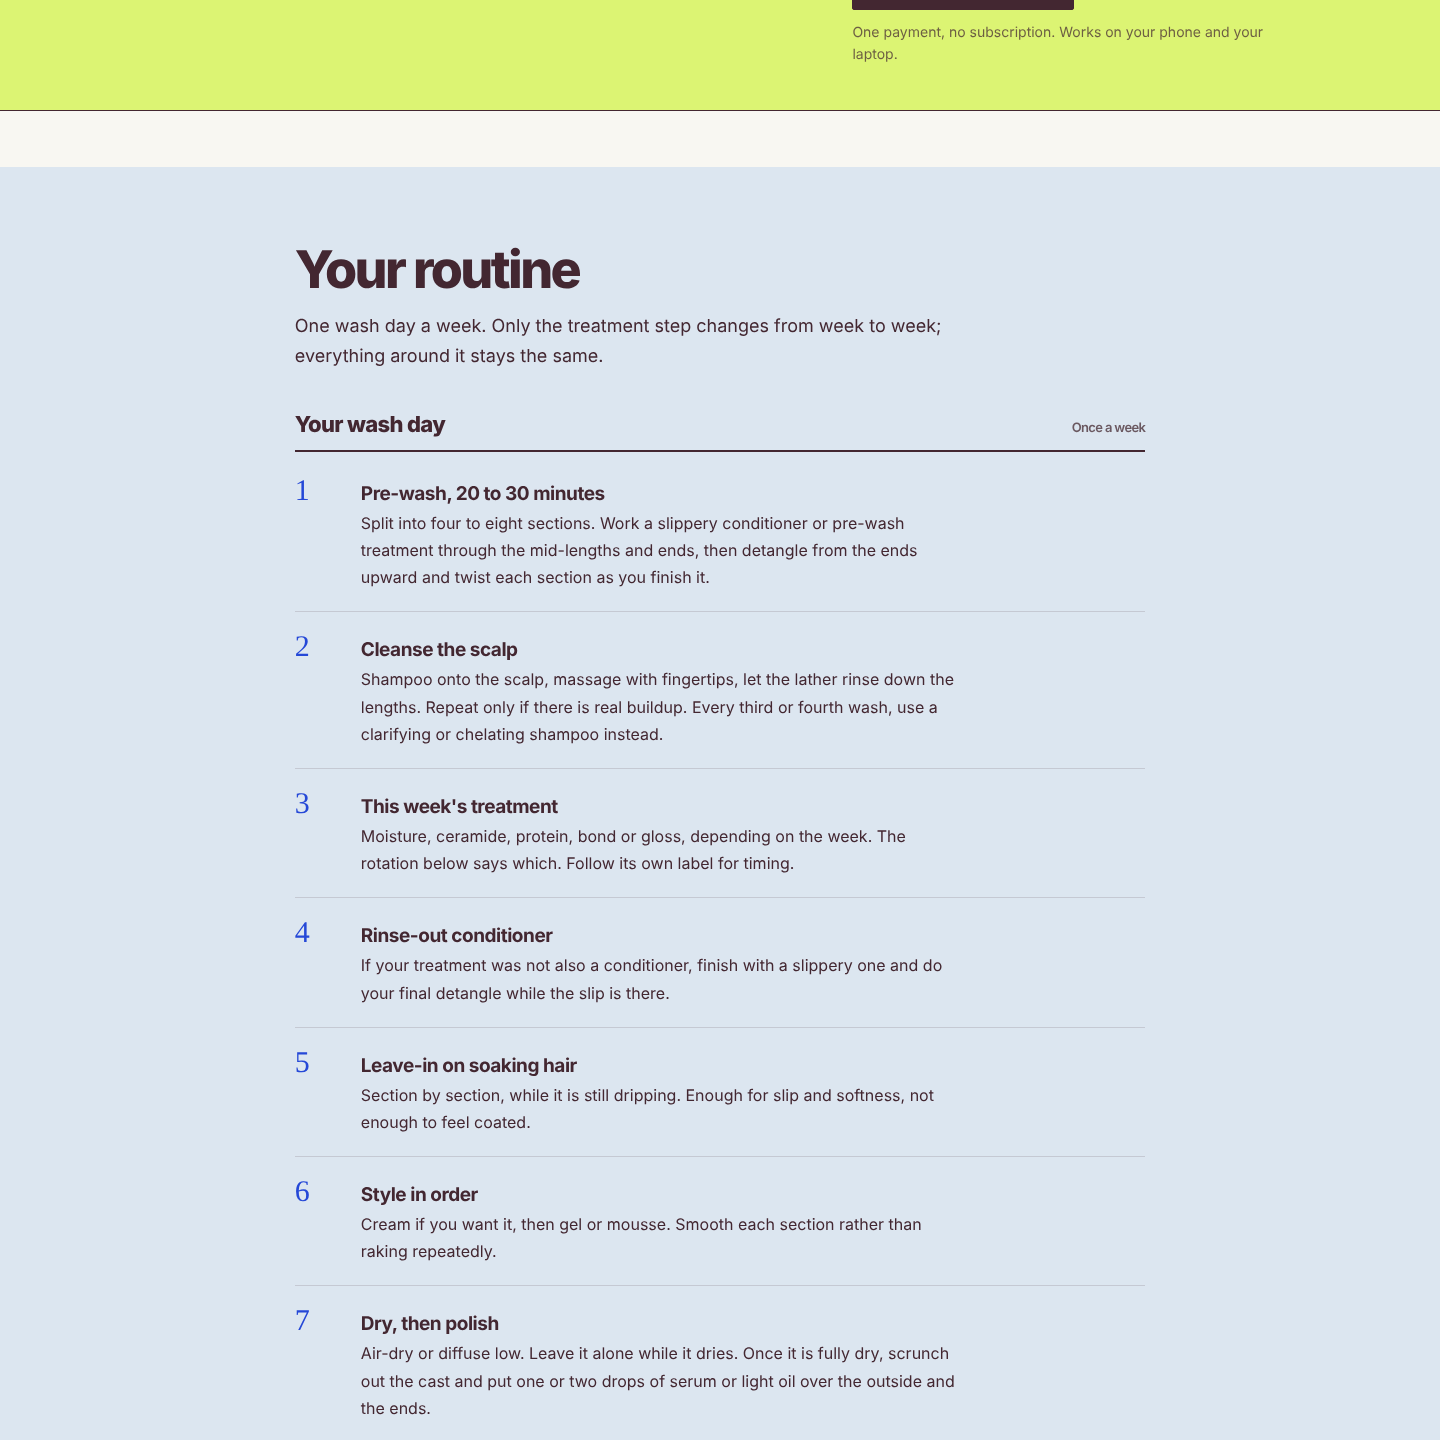 One payment, no subscription. Works on your phone and your
laptop.
Your routine
One wash day a week. Only the treatment step changes from week to week;
everything around it stays the same.
Your wash day
Once a week
1
Pre-wash, 20 to 30 minutes
Split into four to eight sections. Work a slippery conditioner or pre-wash
treatment through the mid-lengths and ends, then detangle from the ends
upward and twist each section as you finish it.
2
Cleanse the scalp
Shampoo onto the scalp, massage with fingertips, let the lather rinse down the
lengths. Repeat only if there is real buildup. Every third or fourth wash, use a
clarifying or chelating shampoo instead.
3
This week's treatment
Moisture, ceramide, protein, bond or gloss, depending on the week. The
rotation below says which. Follow its own label for timing.
4
Rinse-out conditioner
If your treatment was not also a conditioner, finish with a slippery one and do
your final detangle while the slip is there.
5
Leave-in on soaking hair
Section by section, while it is still dripping. Enough for slip and softness, not
enough to feel coated.
6
Style in order
Cream if you want it, then gel or mousse. Smooth each section rather than
raking repeatedly.
7
Dry, then polish
Air-dry or diffuse low. Leave it alone while it dries. Once it is fully dry, scrunch
out the cast and put one or two drops of serum or light oil over the outside and
the ends.